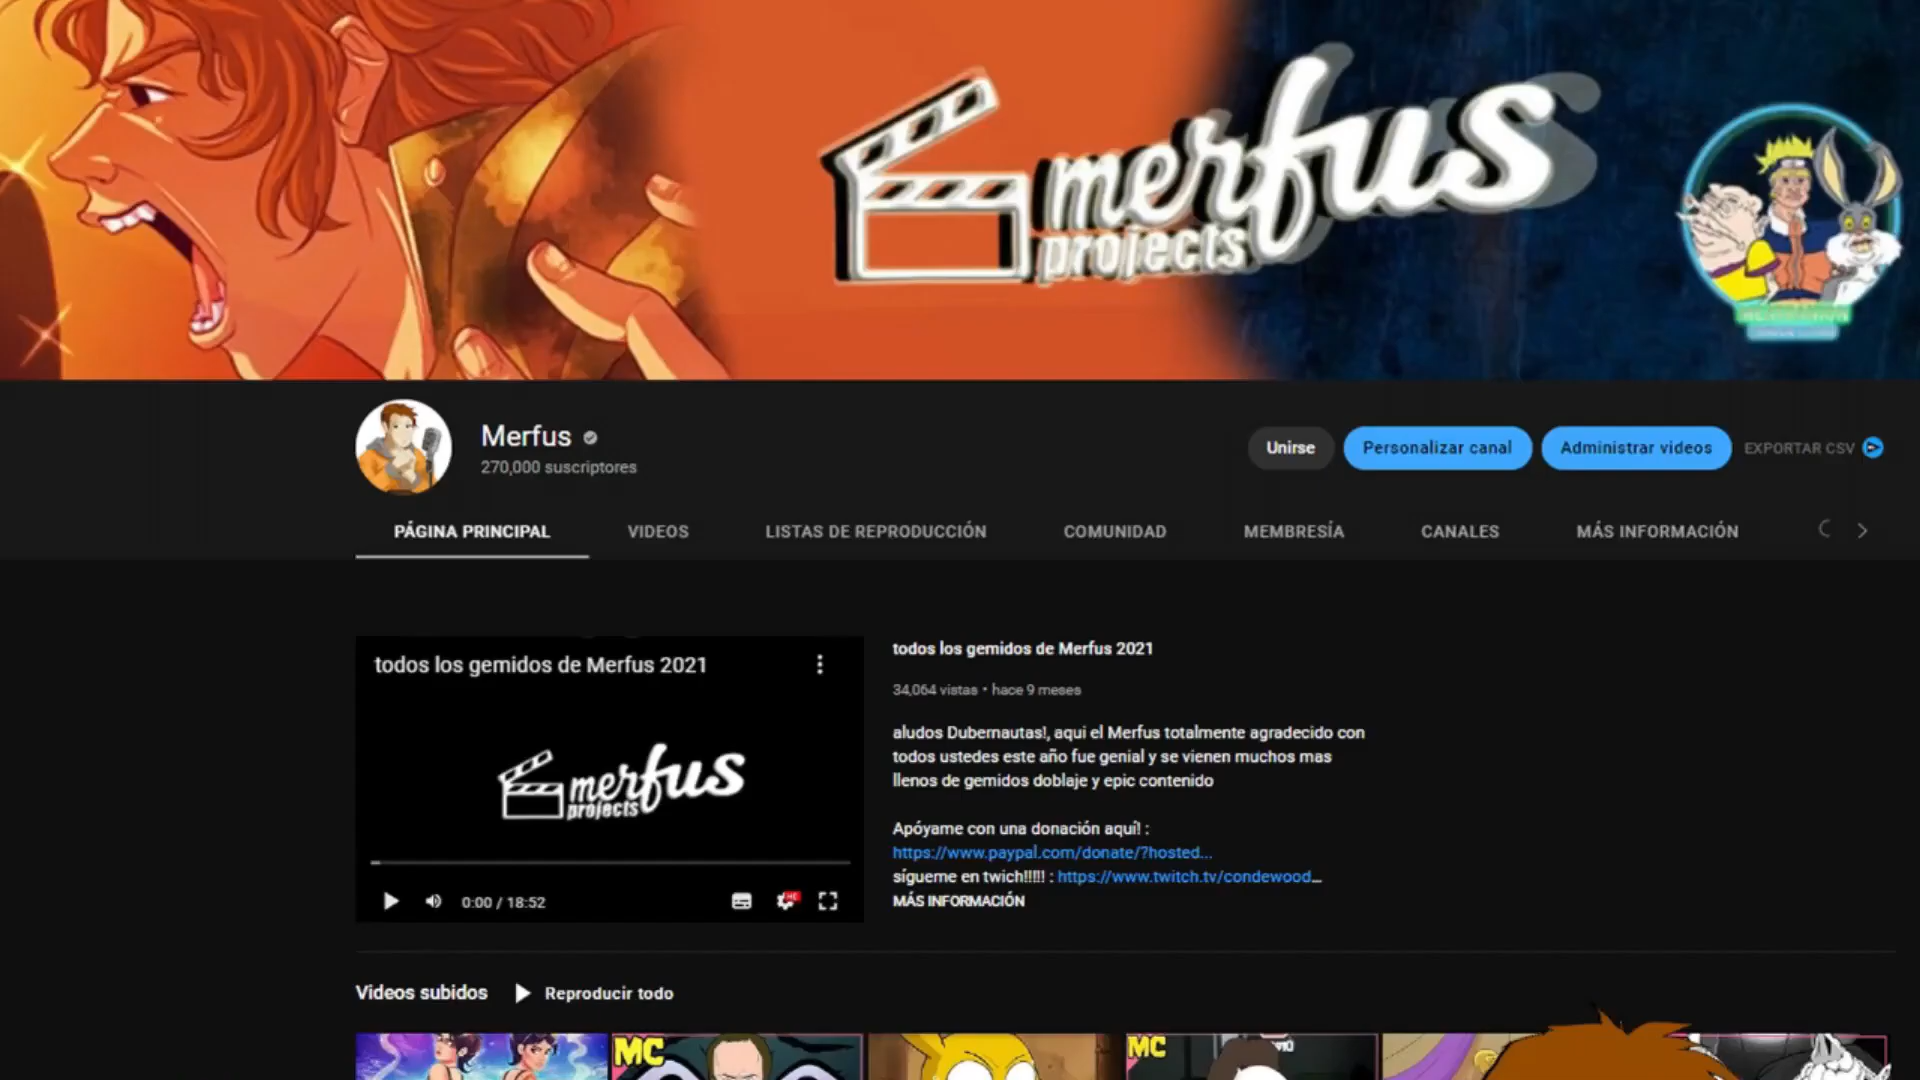 merfus
projects
Merfus
270,000 suscriptores
Unirse
Personalizar canal
Administrar videos
EXPORTAR CSV
PÁGINA PRINCIPAL
VIDEOS
LISTAS DE REPRODUCCIÓN
COMUNIDAD
MEMBRESÍA
CANALES
MÁS INFORMACIÓN
todos los gemidos de Merfus 2021
merfus
projects
0:00 / 18:52
HD
todos los gemidos de Merfus 2021
34,064 vistas • hace 9 meses
aludos Dubernautas!, aqui el Merfus totalmente agradecido con
todos ustedes este año fue genial y se vienen muchos mas
llenos de gemidos doblaje y epic contenido
Apóyame con una donación aquí! :
https://www.paypal.com/donate/?hosted...
sígueme en twich!!!!! : https://www.twitch.tv/condewood...
MÁS INFORMACIÓN
Videos subidos
Reproducir todo
MC
MC